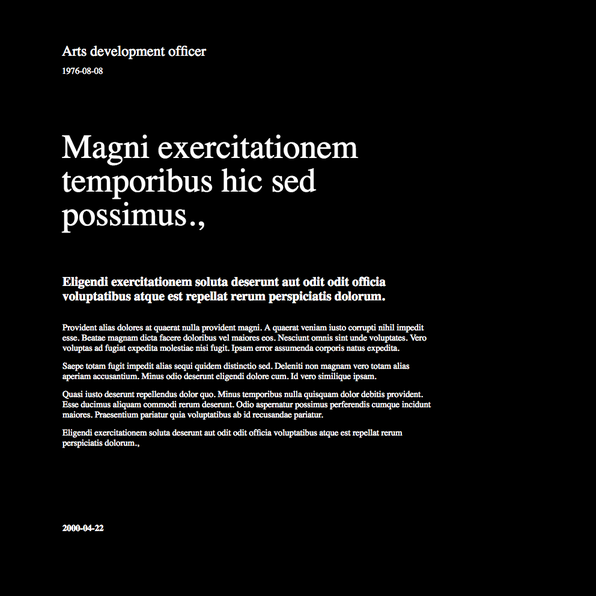 Arts development officer
1976-08-08
Magni exercitationem
temporibus hic sed
possimus.,
Eligendi exercitationem soluta deserunt aut odit odit officia
voluptatibus atque est repellat rerum perspiciatis dolorum.
Provident alias dolores at quaerat nulla provident magni. A quaerat veniam iusto corrupti nihil impedit
esse. Beatae magnam dicta facere doloribus vel maiores eos. Nesciunt omnis sint unde voluptates. Vero
voluptas ad fugiat expedita molestiae nisi fugit. Ipsam error assumenda corporis natus expedita.
Saepe totam fugit impedit alias sequi quidem distinctio sed. Deleniti non magnam vero totam alias
aperiam accusantium. Minus odio deserunt eligendi dolore cum. Id vero similique ipsam.
Quasi iusto deserunt repellendus dolor quo. Minus temporibus nulla quisquam dolor debitis provident.
Esse ducimus aliquam commodi rerum deserunt. Odio aspernatur possimus perferendis cumque incidunt
maiores. Praesentium pariatur quia voluptatibus ab id recusandae pariatur.
Eligendi exercitationem soluta deserunt aut odit odit officia voluptatibus atque est repellat rerum
perspiciatis dolorum.,
2000-04-22